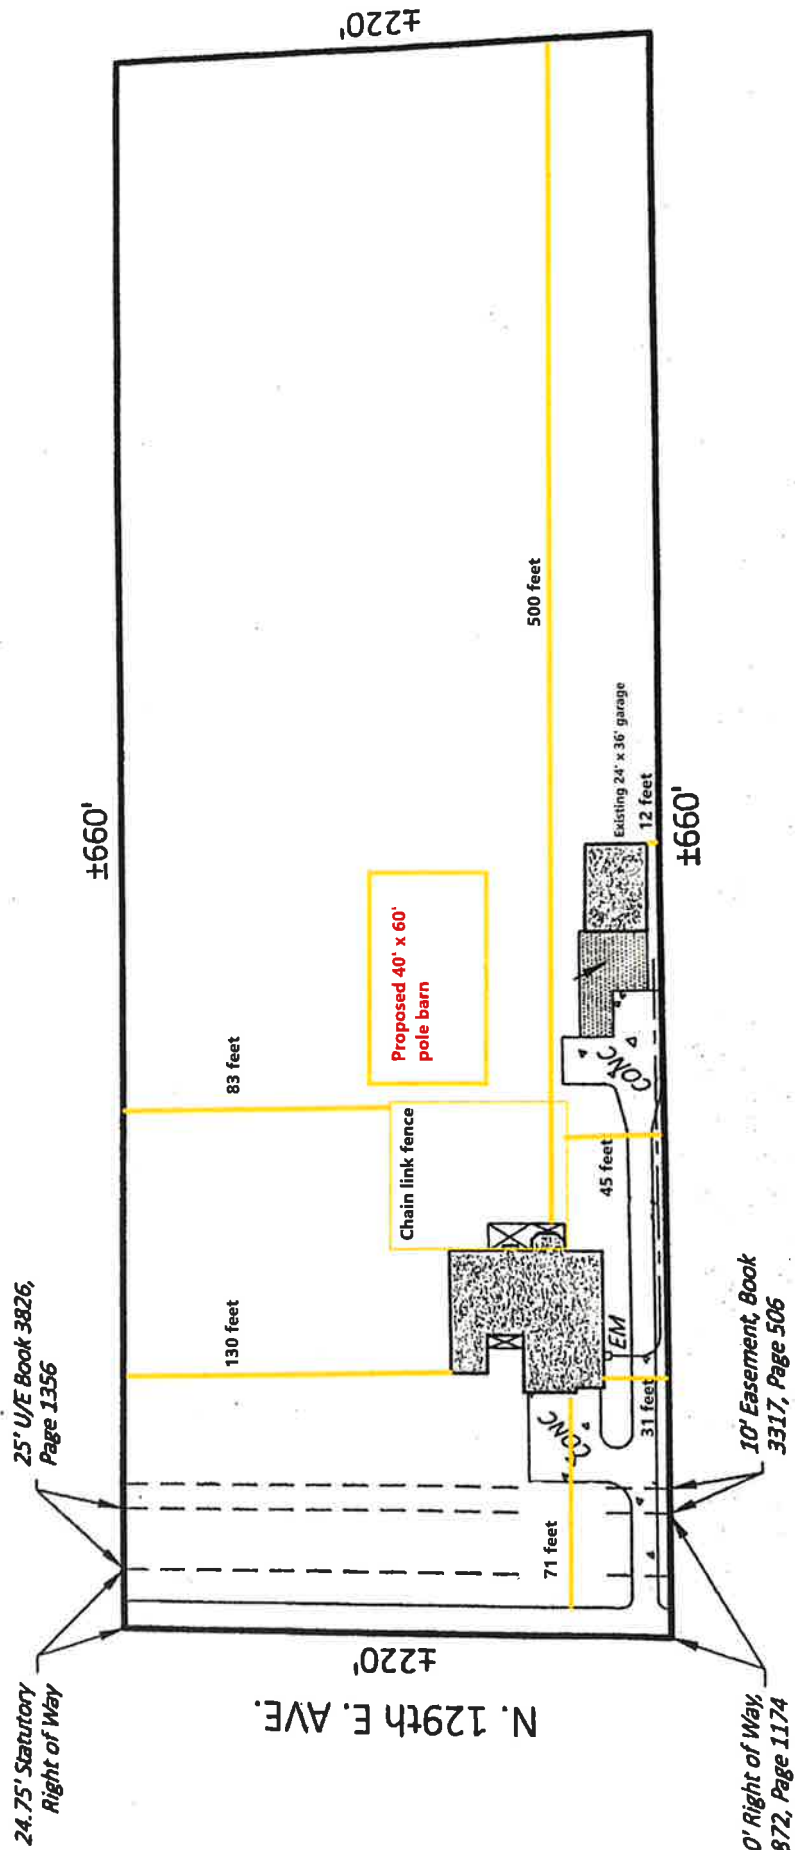 ±220'
±660'
500 feet
Existing 24' x 36' garage
12 feet
±660'
Proposed 40' x 60'
pole barn
83 feet
Chain link fence
CONC
45 feet
130 feet
EM
31 feet
CONC
71 feet
25' U/E Book 3826,
Page 1356
10' Easement, Book
3317, Page 506
24.75' Statutory
Right of Way
±220'
N. 129th E. AVE.
0' Right of Way,
872, Page 1174